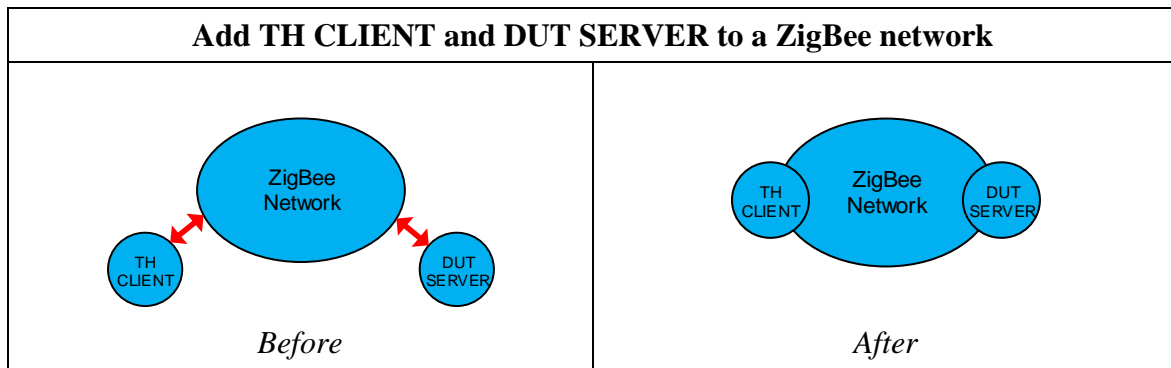 Add TH CLIENT and DUT SERVER to a ZigBee network
ZigBee
Network
TH
CLIENT
DUT
SERVER
Before
TH
CLIENT
ZigBee
Network
DUT
SERVER
After